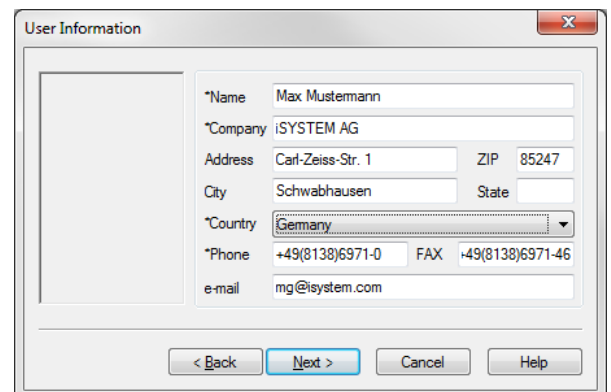 User Information
*Name Max Mustermann
*Company iSYSTEM AG
Address Carl-Zeiss-Str. 1 ZIP 85247
City Schwabhausen State
*Country Germany
*Phone +49(8138)6971-0 FAX +49(8138)6971-46
e-mail mg@isystem.com
< Back Next > Cancel Help